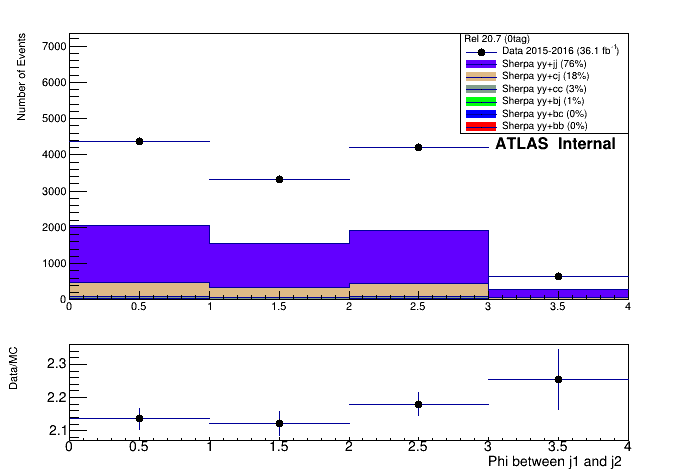 Number of Events
7000
6000
5000
4000
3000
2000
1000
0
0 0.5 1 1.5 2 2.5 3 3.5 4
Rel 20.7 (0tag)
Data 2015-2016 (36.1 fb⁻¹)
Sherpa yy+jj (76%)
Sherpa yy+cj (18%)
Sherpa yy+cc (3%)
Sherpa yy+bj (1%)
Sherpa yy+bc (0%)
Sherpa yy+bb (0%)
ATLAS Internal
Data/MC
2.3
2.2
2.1
0 0.5 1 1.5 2 2.5 3 3.5 4
Phi between j1 and j2